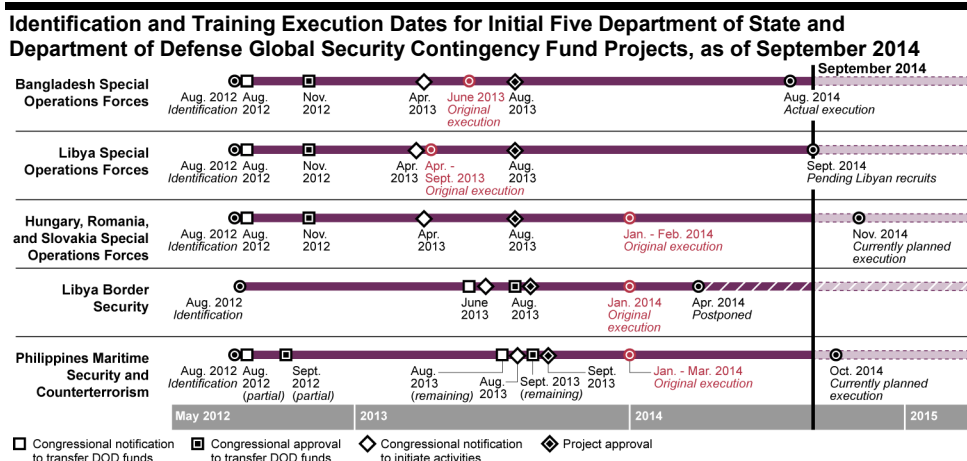 Identification and Training Execution Dates for Initial Five Department of State and
Department of Defense Global Security Contingency Fund Projects, as of September 2014
September 2014
Bangladesh Special
Operations Forces
Aug. 2012
Identification
Aug.
2012
Nov.
2012
Apr.
2013
June 2013
Original
execution
Aug.
2013
Aug. 2014
Actual execution
Libya Special
Operations Forces
Aug. 2012
Identification
Aug.
2012
Nov.
2012
Apr.
2013
Apr. -
Sept. 2013
Original execution
Aug.
2013
Sept. 2014
Pending Libyan recruits
Hungary, Romania,
and Slovakia Special
Operations Forces
Aug. 2012
Identification
Aug.
2012
Nov.
2012
Apr.
2013
Aug.
2013
Jan. - Feb. 2014
Original execution
Nov. 2014
Currently planned
execution
Libya Border
Security
Aug. 2012
Identification
June
2013
Aug.
2013
Jan. 2014
Original
execution
Apr. 2014
Postponed
Philippines Maritime
Security and
Counterterrorism
Aug. 2012
Identification
Aug.
2012
(partial)
Sept.
2012
(partial)
Aug.
2013
(remaining)
Aug.
2013
Sept. 2013
(remaining)
Sept.
2013
Jan. - Mar. 2014
Original execution
Oct. 2014
Currently planned
execution
May 2012
2013
2014
2015
Congressional notification
to transfer DOD funds
Congressional approval
to transfer DOD funds
Congressional notification
to initiate activities
Project approval